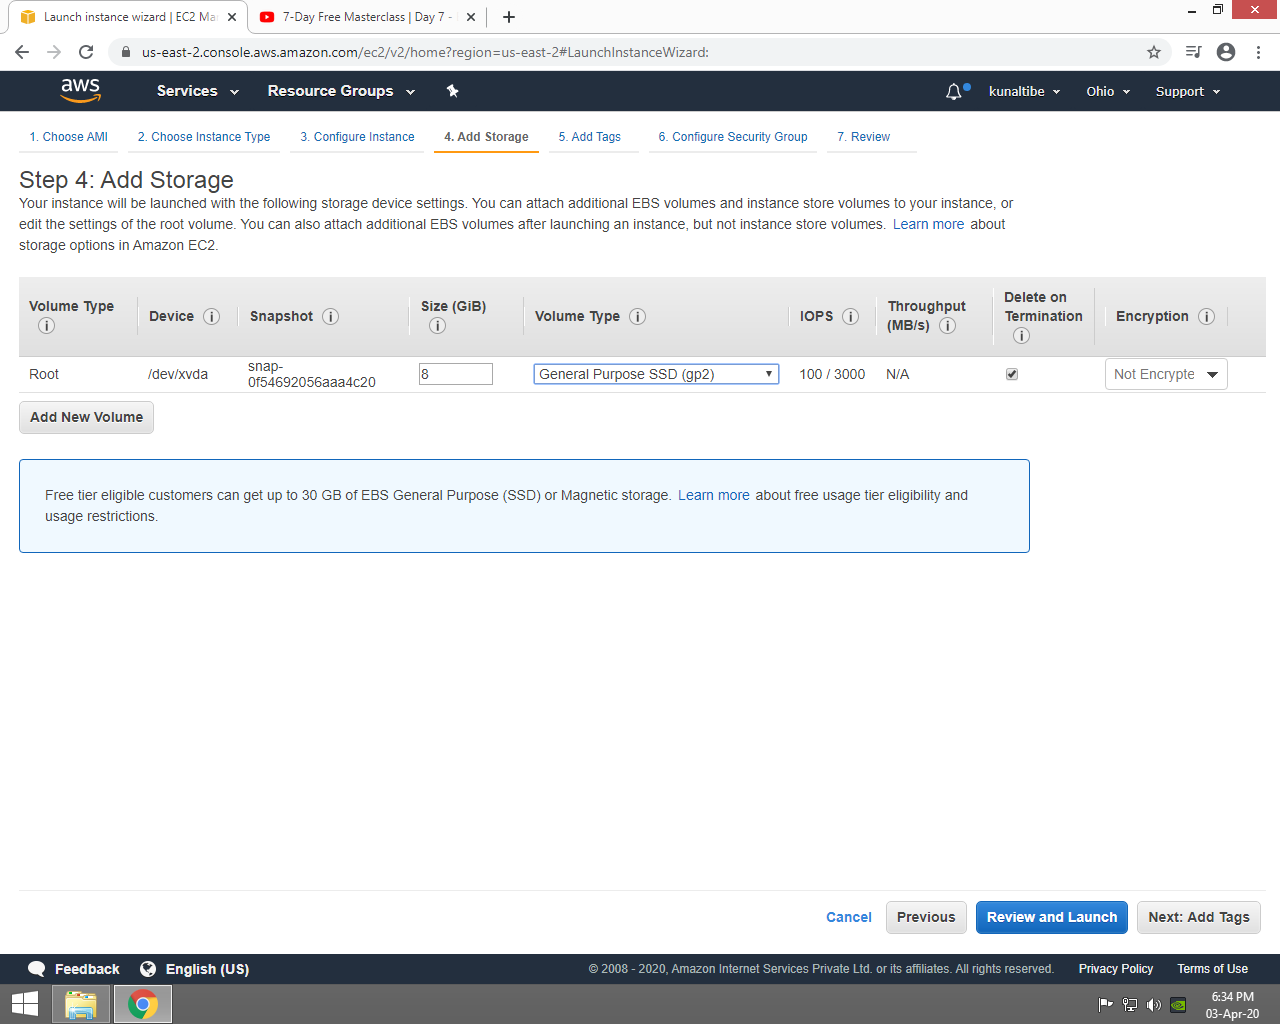 Launch instance wizard | EC2 Ma
7-Day Free Masterclass | Day 7 -
us-east-2.console.aws.amazon.com/ec2/v2/home?region=us-east-2#LaunchInstanceWizard:
aws Services Resource Groups kunaltibe Ohio Support
1. Choose AMI 2. Choose Instance Type 3. Configure Instance 4. Add Storage 5. Add Tags 6. Configure Security Group 7. Review
Step 4: Add Storage
Your instance will be launched with the following storage device settings. You can attach additional EBS volumes and instance store volumes to your instance, or
edit the settings of the root volume. You can also attach additional EBS volumes after launching an instance, but not instance store volumes. Learn more about
storage options in Amazon EC2.
Volume Type
Device
Snapshot
Size (GiB)
Volume Type
IOPS
Throughput
(MB/s)
Delete on
Termination
Encryption
Root
/dev/xvda
snap-
0f54692056aaa4c20
8
General Purpose SSD (gp2)
100 / 3000
N/A
Not Encrypte
Add New Volume
Free tier eligible customers can get up to 30 GB of EBS General Purpose (SSD) or Magnetic storage. Learn more about free usage tier eligibility and
usage restrictions.
Cancel Previous Review and Launch Next: Add Tags
Feedback English (US) © 2008 - 2020, Amazon Internet Services Private Ltd. or its affiliates. All rights reserved. Privacy Policy Terms of Use
6:34 PM
03-Apr-20